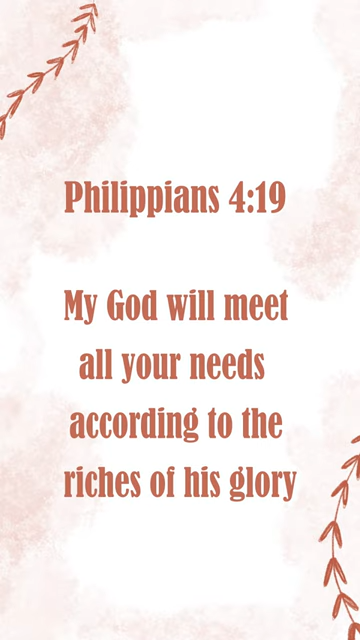 Philippians 4:19
My God will meet
all your needs
according to the
riches of his glory